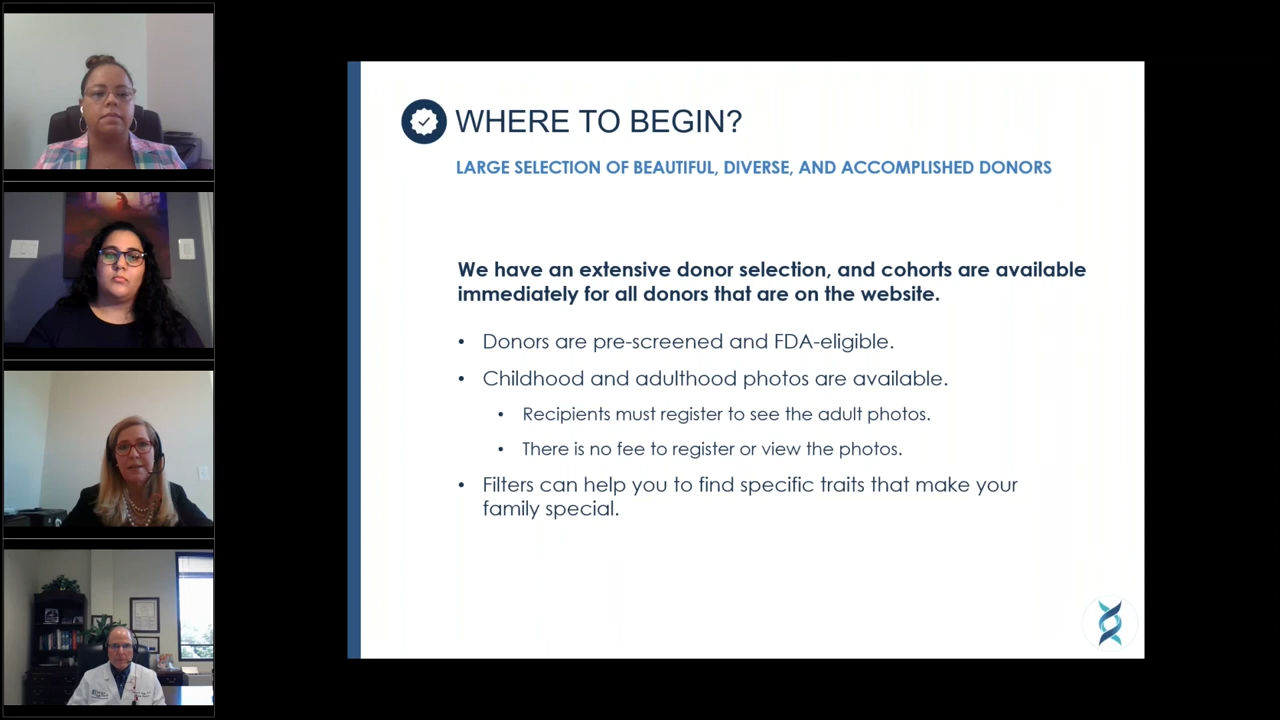 WHERE TO BEGIN?
LARGE SELECTION OF BEAUTIFUL, DIVERSE, AND ACCOMPLISHED DONORS
We have an extensive donor selection, and cohorts are available
immediately for all donors that are on the website.
• Donors are pre-screened and FDA-eligible.
• Childhood and adulthood photos are available.
• Recipients must register to see the adult photos.
• There is no fee to register or view the photos.
• Filters can help you to find specific traits that make your
family special.